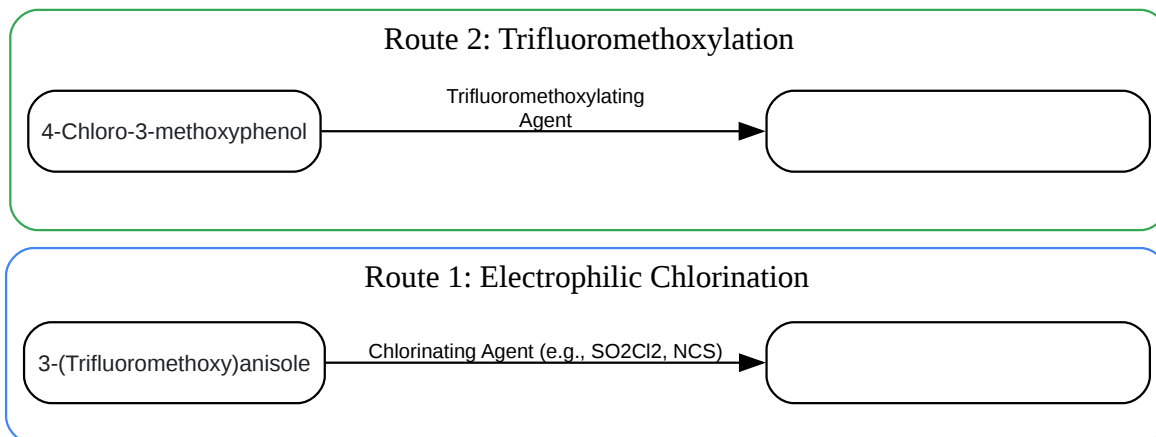 Route 2: Trifluoromethoxylation
Trifluoromethoxylating
Agent
4-Chloro-3-methoxyphenol
Route 1: Electrophilic Chlorination
3-(Trifluoromethoxy)anisole
Chlorinating Agent (e.g., SO2Cl2, NCS)